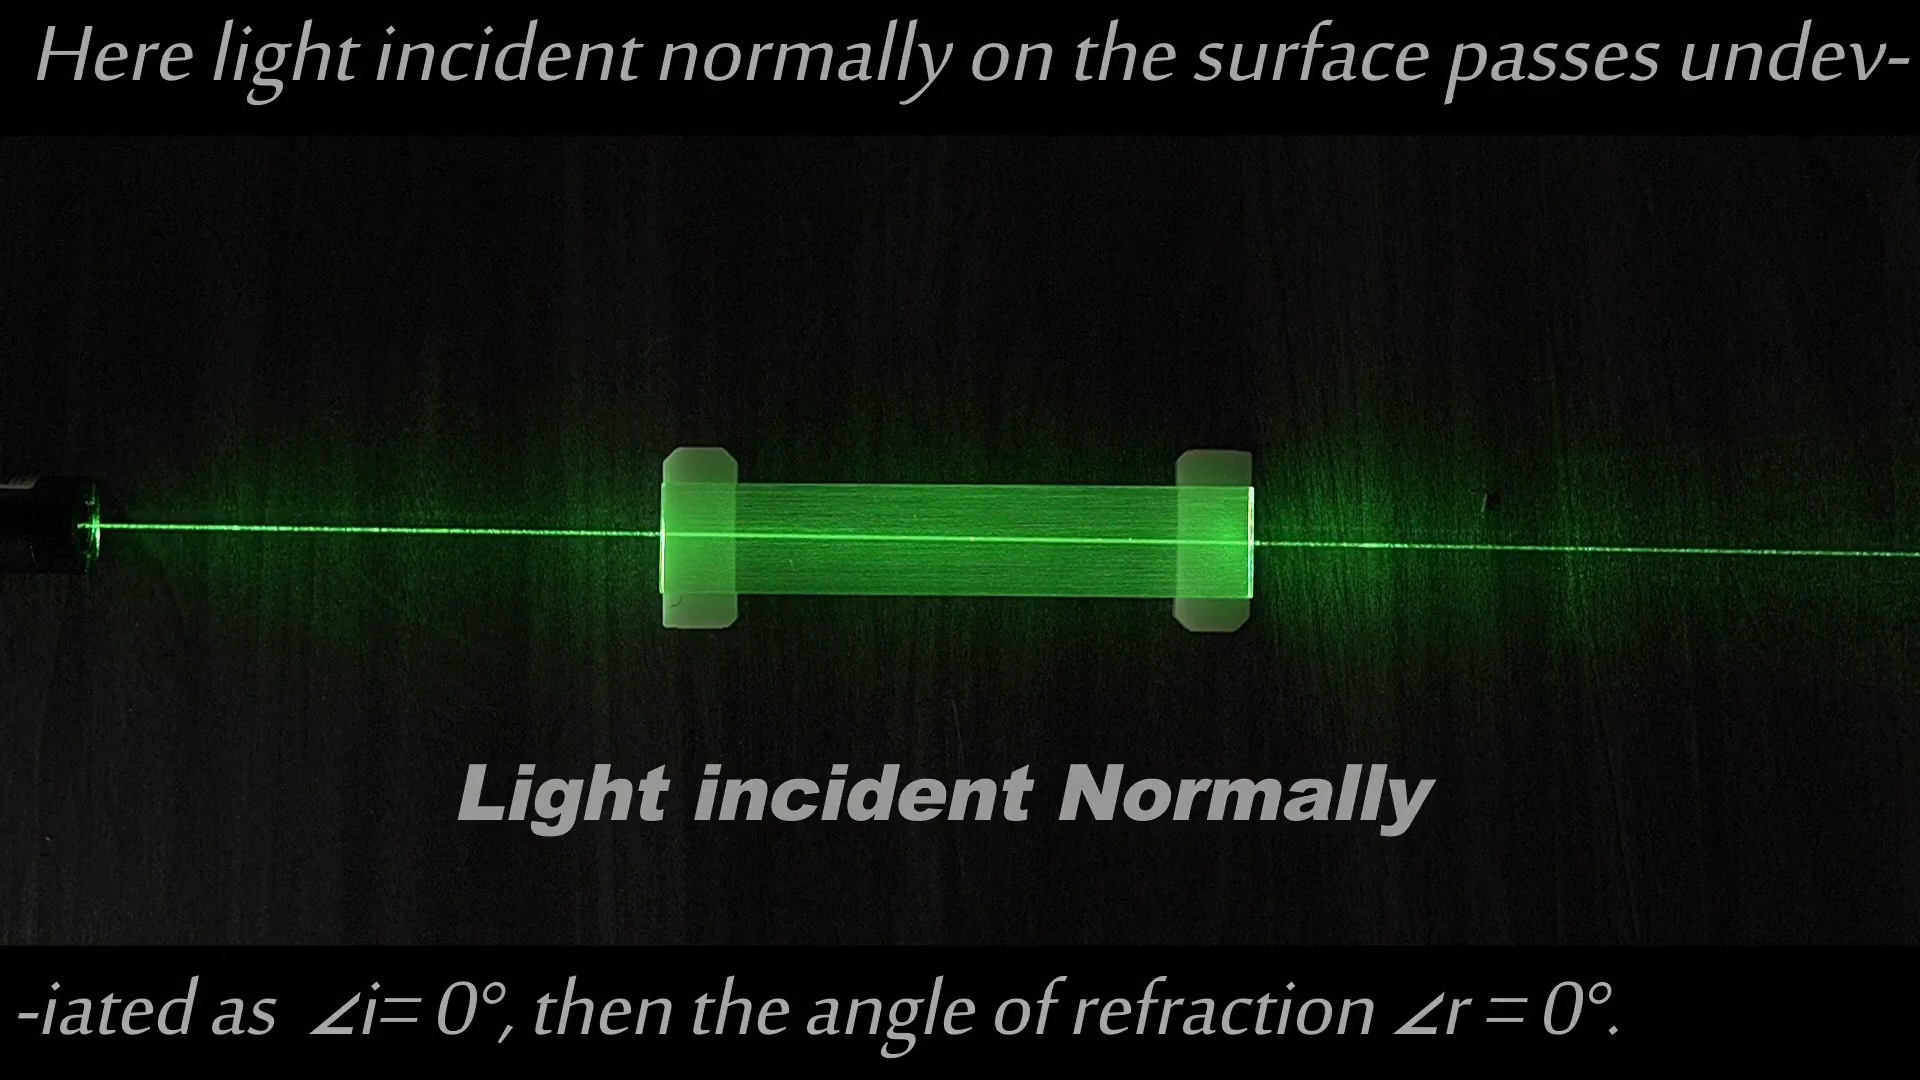 Here light incident normally on the surface passes undev-
Light incident Normally
-iated as ∠i= 0°, then the angle of refraction ∠r = 0°.